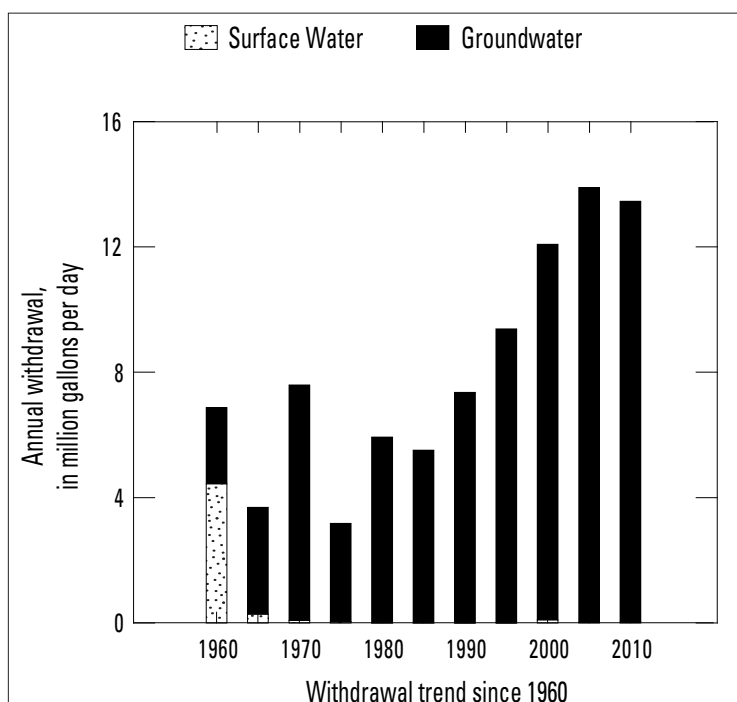 Surface Water Groundwater
16
12
8
4
0
Annual withdrawal,
in million gallons per day
1960 1970 1980 1990 2000 2010
Withdrawal trend since 1960